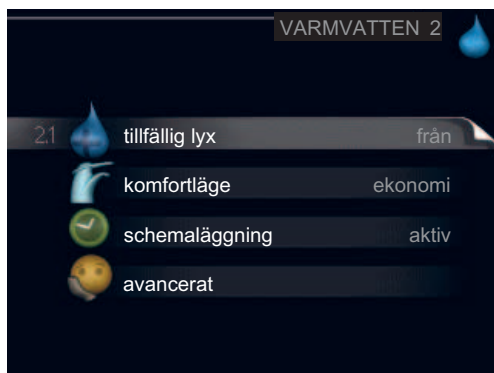 VARMVATTEN 2
2.1 tillfällig lyx från
komfortläge ekonomi
schemaläggning aktiv
avancerat